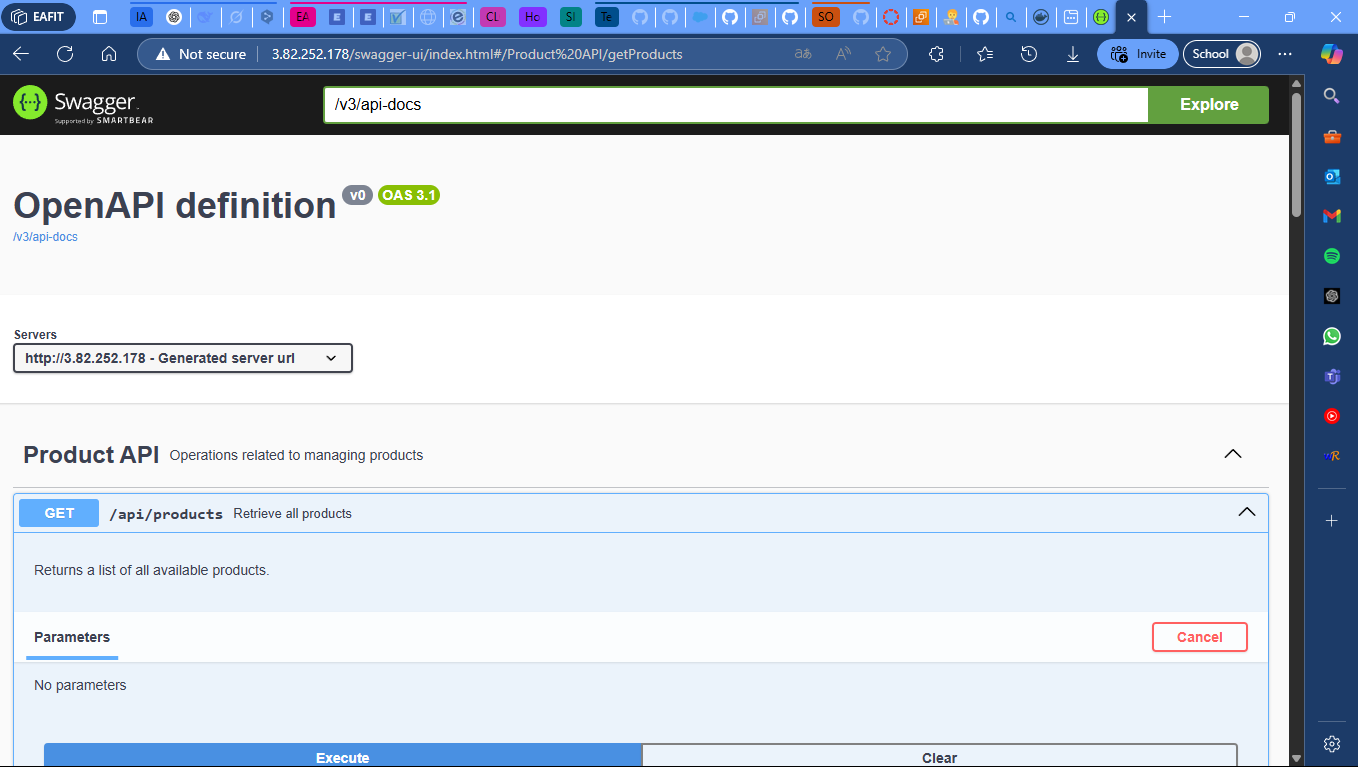 EAFIT
IA
EA
E
E
CL
Ho
SI
Te
SO
Not secure
3.82.252.178/swagger-ui/index.html#/Product%20API/getProducts
Invite
School
Swagger.
Supported by SMARTBEAR
/v3/api-docs
Explore
OpenAPI definition v0 OAS 3.1
/v3/api-docs
Servers
http://3.82.252.178 - Generated server url
Product API Operations related to managing products
GET /api/products Retrieve all products
Returns a list of all available products.
Parameters
Cancel
No parameters
Execute
Clear